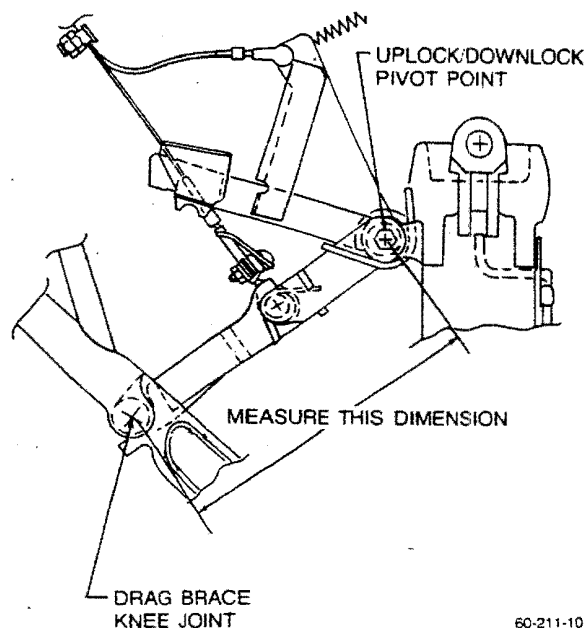 UPLOCK/DOWNLOCK
PIVOT POINT
MEASURE THIS DIMENSION
DRAG BRACE
KNEE JOINT
60-211-10